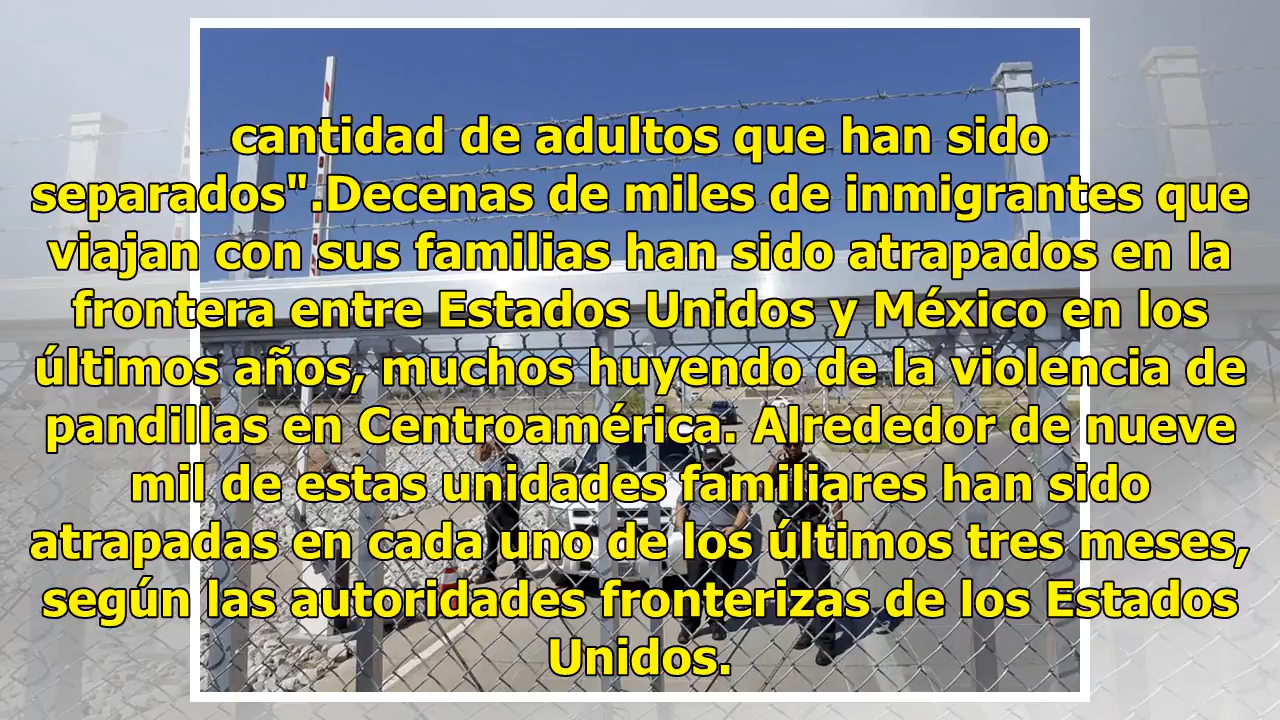 cantidad de adultos que han sido
separados".Decenas de miles de inmigrantes que
viajan con sus familias han sido atrapados en la
frontera entre Estados Unidos y México en los
últimos años, muchos huyendo de la violencia de
pandillas en Centroamérica. Alrededor de nueve
mil de estas unidades familiares han sido
atrapadas en cada uno de los últimos tres meses,
según las autoridades fronterizas de los Estados
Unidos.